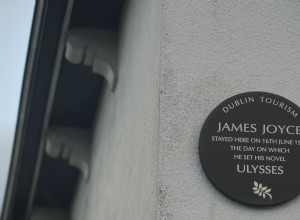 DUBLIN TOURISM
JAMES JOYCE
STAYED HERE ON 16TH JUNE
THE DAY ON WHICH
HE SET HIS NOVEL
ULYSSES